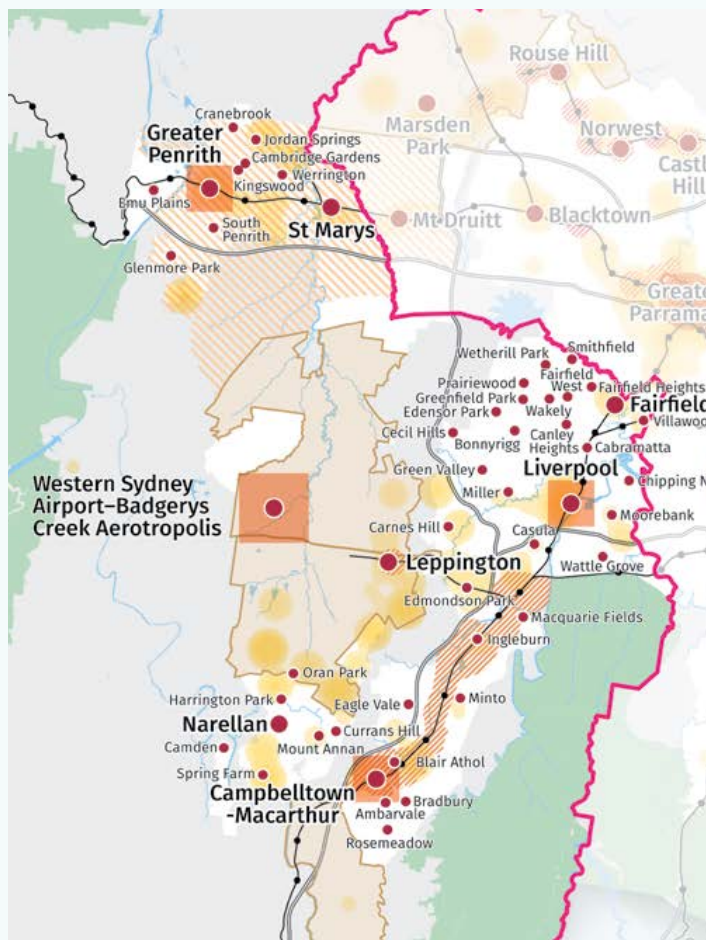 Rouse Hill
Cranebrook
Greater
Penrith
Jordan Springs
Marsden
Park
Norwest
Castl
Hill
Cambridge Gardens
Werrington
Kingswood
Emu Plains
St Marys
Mt Druitt
Blacktown
South
Penrith
Glenmore Park
Greate
Parrama
Smithfield
Wetherill Park
Fairfield
West
Prairiewood
Fairfield Heights
Greenfield Park
Wakely
Fairfield
Edensor Park
Villawoo
Cecil Hills
Bonnyrigg
Canley
Heights
Cabramatta
Green Valley
Liverpool
Western Sydney
Airport–Badgerys
Creek Aerotropolis
Miller
Chipping N
Moorebank
Carnes Hill
Casula
Leppington
Wattle Grove
Edmondson Park
Macquarie Fields
Ingleburn
Oran Park
Harrington Park
Eagle Vale
Minto
Narellan
Currans Hill
Camden
Mount Annan
Blair Athol
Spring Farm
Campbelltown
-Macarthur
Bradbury
Ambarvale
Rosemeadow